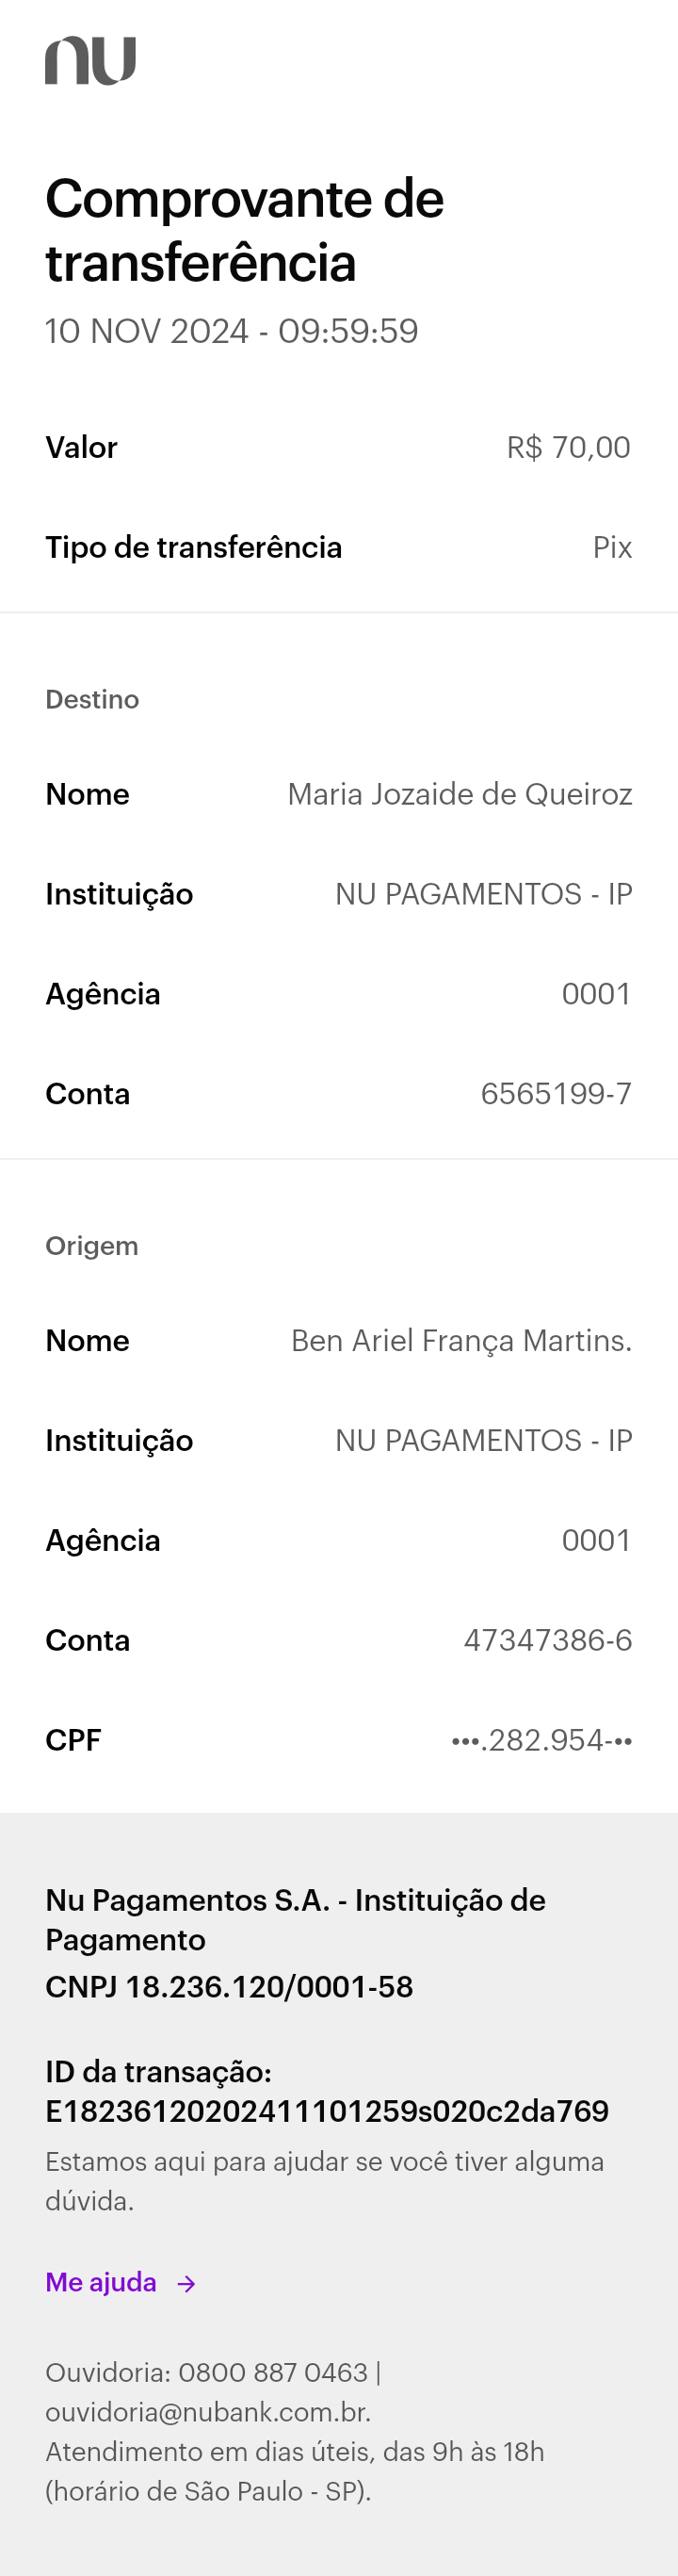 nu
Comprovante de
transferência
10 NOV 2024 - 09:59:59
Valor R$ 70,00
Tipo de transferência Pix
Destino
Nome Maria Jozaide de Queiroz
Instituição NU PAGAMENTOS - IP
Agência 0001
Conta 6565199-7
Origem
Nome Ben Ariel França Martins.
Instituição NU PAGAMENTOS - IP
Agência 0001
Conta 47347386-6
CPF •••.282.954-••
Nu Pagamentos S.A. - Instituição de
Pagamento
CNPJ 18.236.120/0001-58
ID da transação:
E18236120202411101259s020c2da769
Estamos aqui para ajudar se você tiver alguma
dúvida.
Me ajuda →
Ouvidoria: 0800 887 0463 |
ouvidoria@nubank.com.br.
Atendimento em dias úteis, das 9h às 18h
(horário de São Paulo - SP).